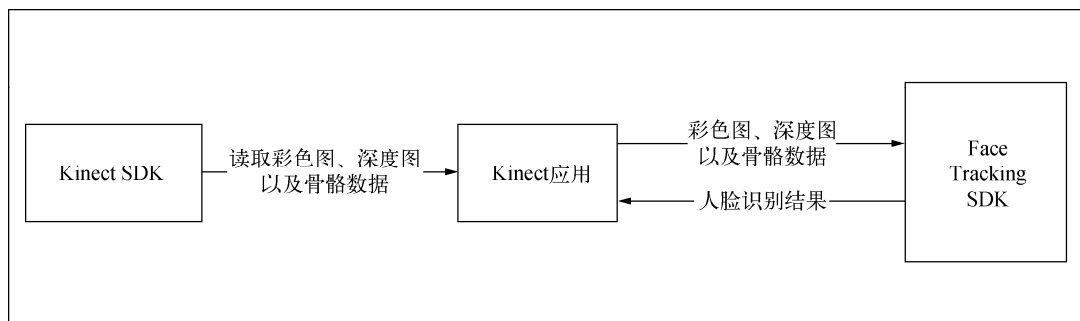 Kinect SDK
读取彩色图、深度图
以及骨骼数据
Kinect应用
彩色图、深度图
以及骨骼数据
人脸识别结果
Face
Tracking
SDK